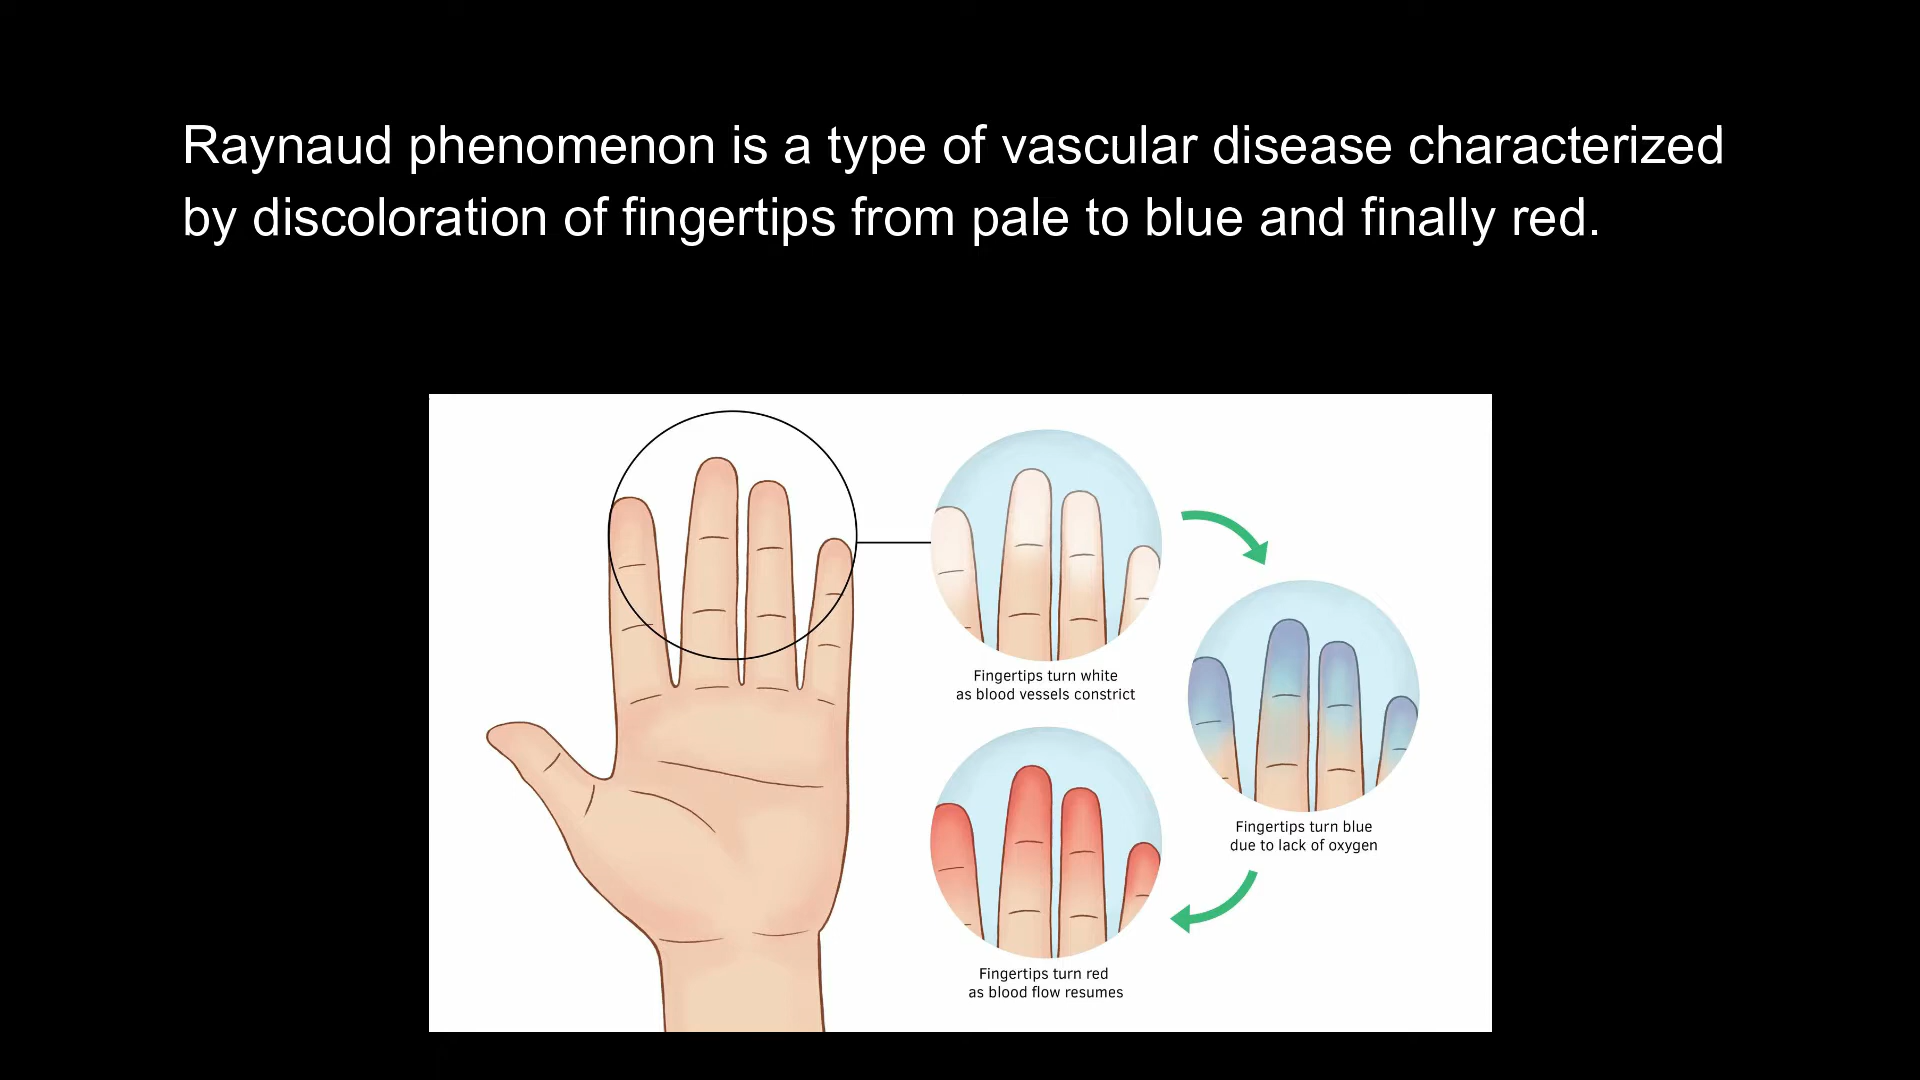 Raynaud phenomenon is a type of vascular disease characterized
by discoloration of fingertips from pale to blue and finally red.
Fingertips turn white
as blood vessels constrict
Fingertips turn blue
due to lack of oxygen
Fingertips turn red
as blood flow resumes